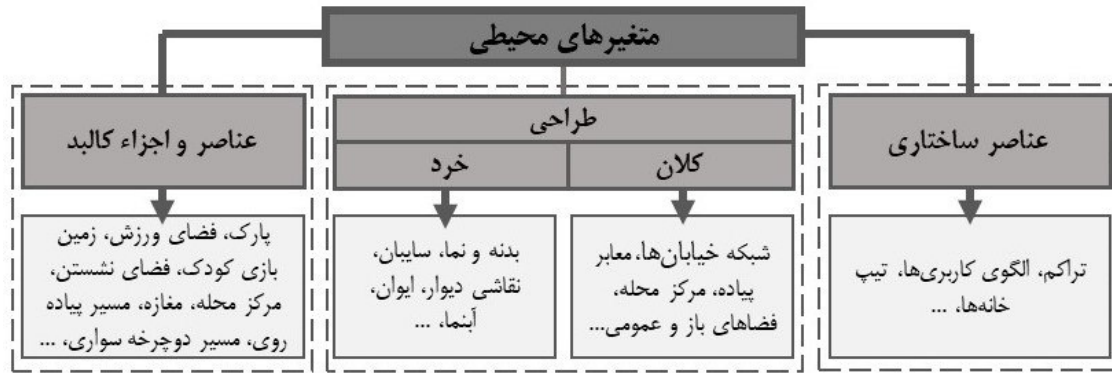 متغیرهای محیطی
عناصر ساختاری
تراکم، الگوی کاربری‌ها، تیپ
خانه‌ها، ...
طراحی
کلان
شبکه خیابان‌ها، معابر
پیاده، مرکز محله،
فضاهای باز و عمومی...
خرد
بدنه و نما، سایبان،
نقاشی دیوار، ایوان،
آبنما، ...
عناصر و اجزاء کالبد
پارک، فضای ورزش، زمین
بازی کودک، فضای نشستن،
مرکز محله، مغازه، مسیر پیاده
روی، مسیر دوچرخه سواری، ...